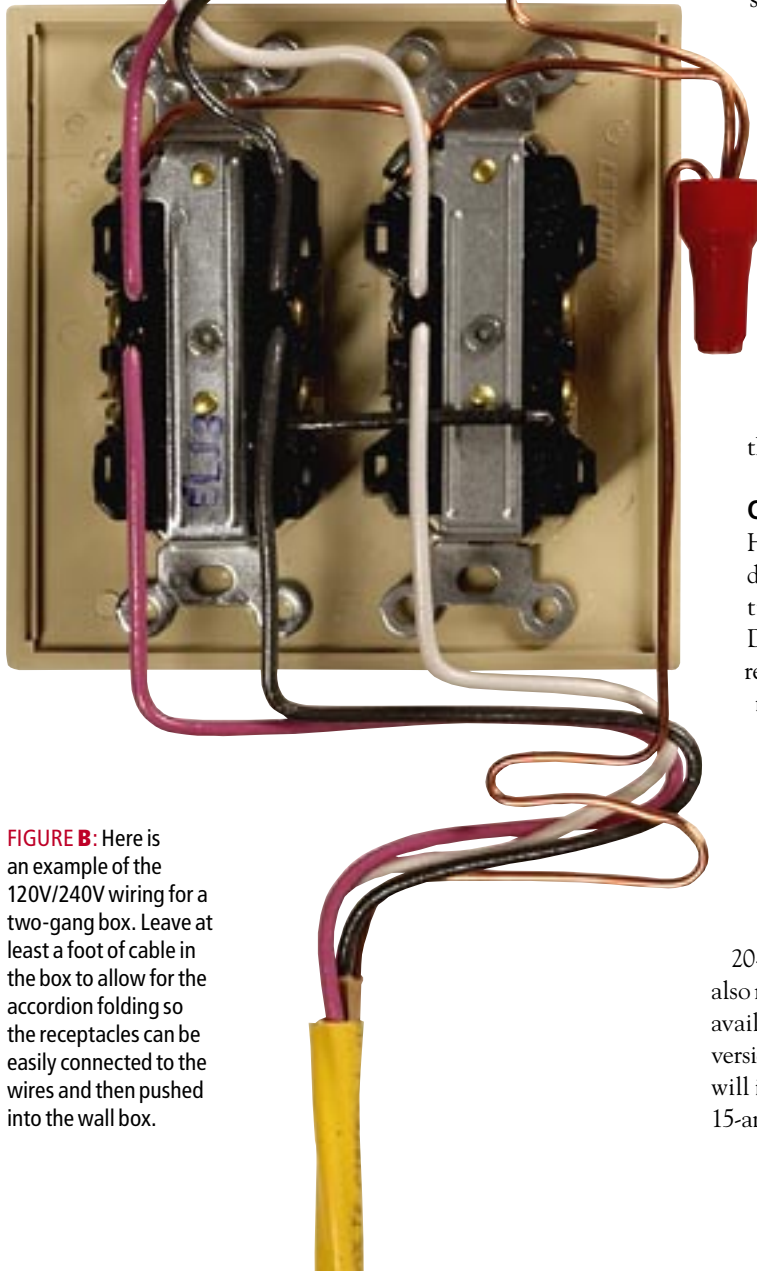 FIGURE B: Here is
an example of the
120V/240V wiring for a
two-gang box. Leave at
least a foot of cable in
the box to allow for the
accordion folding so
the receptacles can be
easily connected to the
wires and then pushed
into the wall box.
20-
also
avail
versi
will